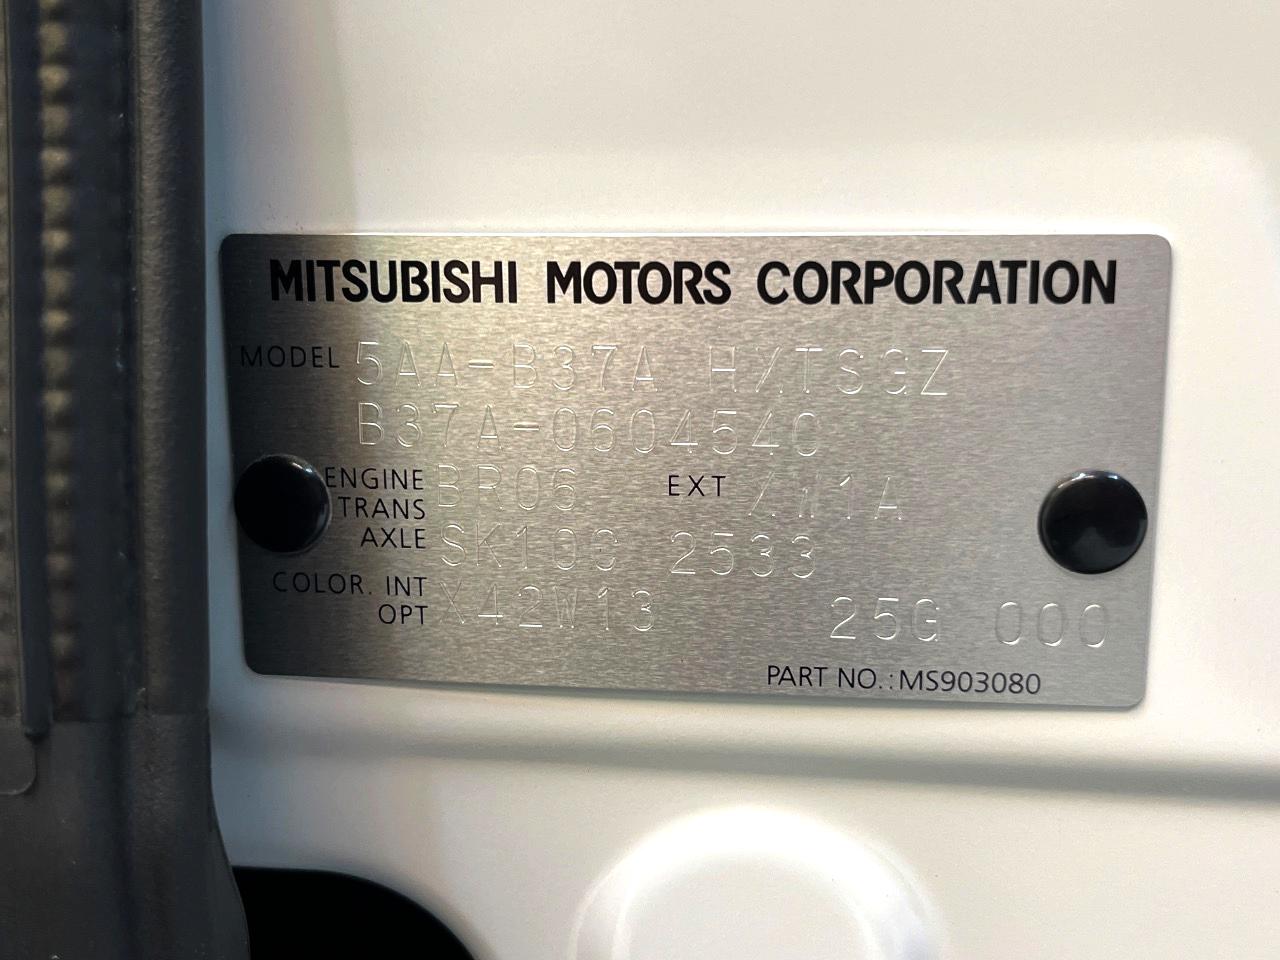 MITSUBISHI MOTORS CORPORATION
MODEL 5AA-B37A HXTSGZ
B37A-0604540
ENGINE BR06 EXT XW1A
TRANS
AXLE SK10C 2533
COLOR. INT
OPT X42W13 25G 000
PART NO.:MS903080